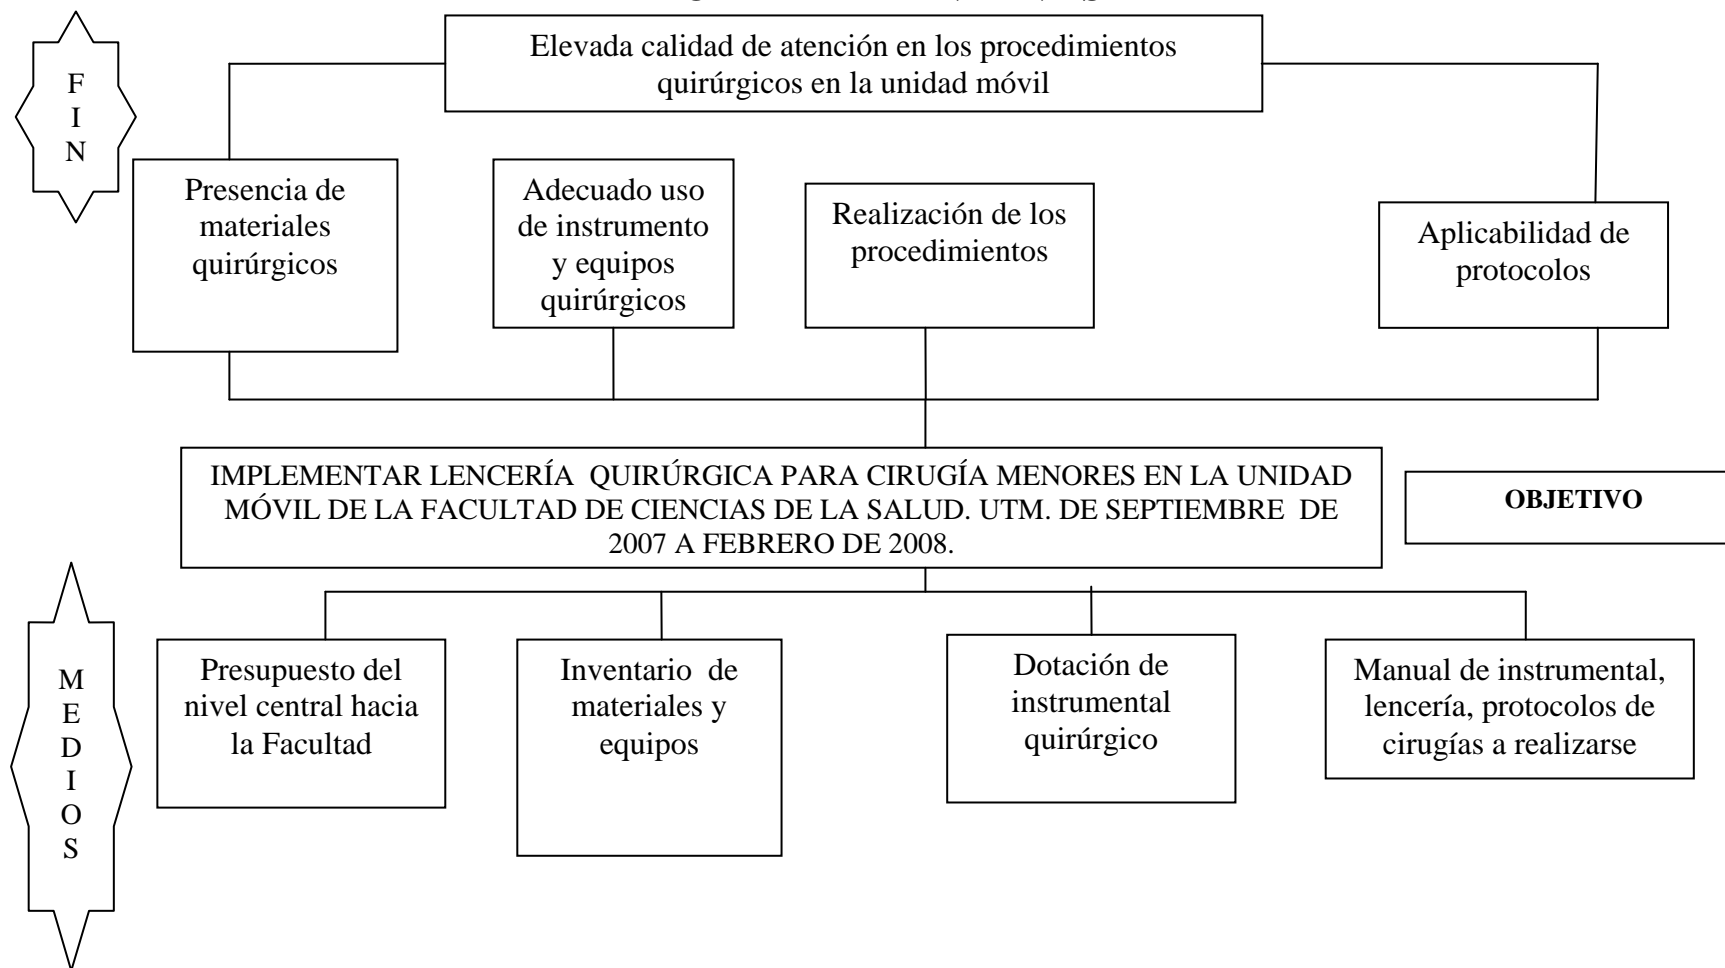 Elevada calidad de atención en los procedimientos
quirúrgicos en la unidad móvil
F
I
N
Presencia de
materiales
quirúrgicos
Adecuado uso
de instrumento
y equipos
quirúrgicos
Realización de los
procedimientos
Aplicabilidad de
protocolos
IMPLEMENTAR LENCERÍA QUIRÚRGICA PARA CIRUGÍA MENORES EN LA UNIDAD
MÓVIL DE LA FACULTAD DE CIENCIAS DE LA SALUD. UTM. DE SEPTIEMBRE DE
2007 A FEBRERO DE 2008.
OBJETIVO
M
E
D
I
O
S
Presupuesto del
nivel central hacia
la Facultad
Inventario de
materiales y
equipos
Dotación de
instrumental
quirúrgico
Manual de instrumental,
lencería, protocolos de
cirugías a realizarse